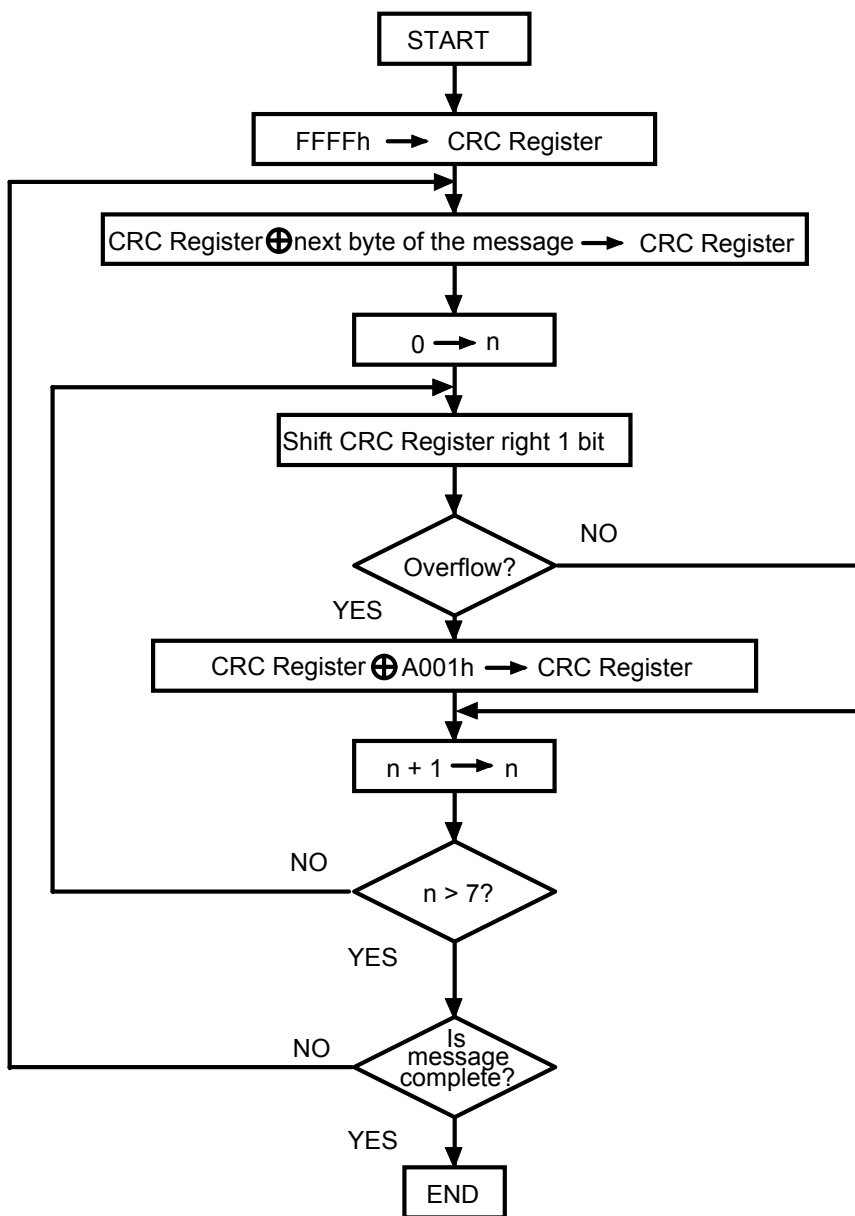 START
FFFFh → CRC Register
CRC Register ⊕ next byte of the message → CRC Register
0 → n
Shift CRC Register right 1 bit
Overflow?
NO
YES
CRC Register ⊕ A001h → CRC Register
n + 1 → n
NO
n > 7?
YES
NO
Is
message
complete?
YES
END